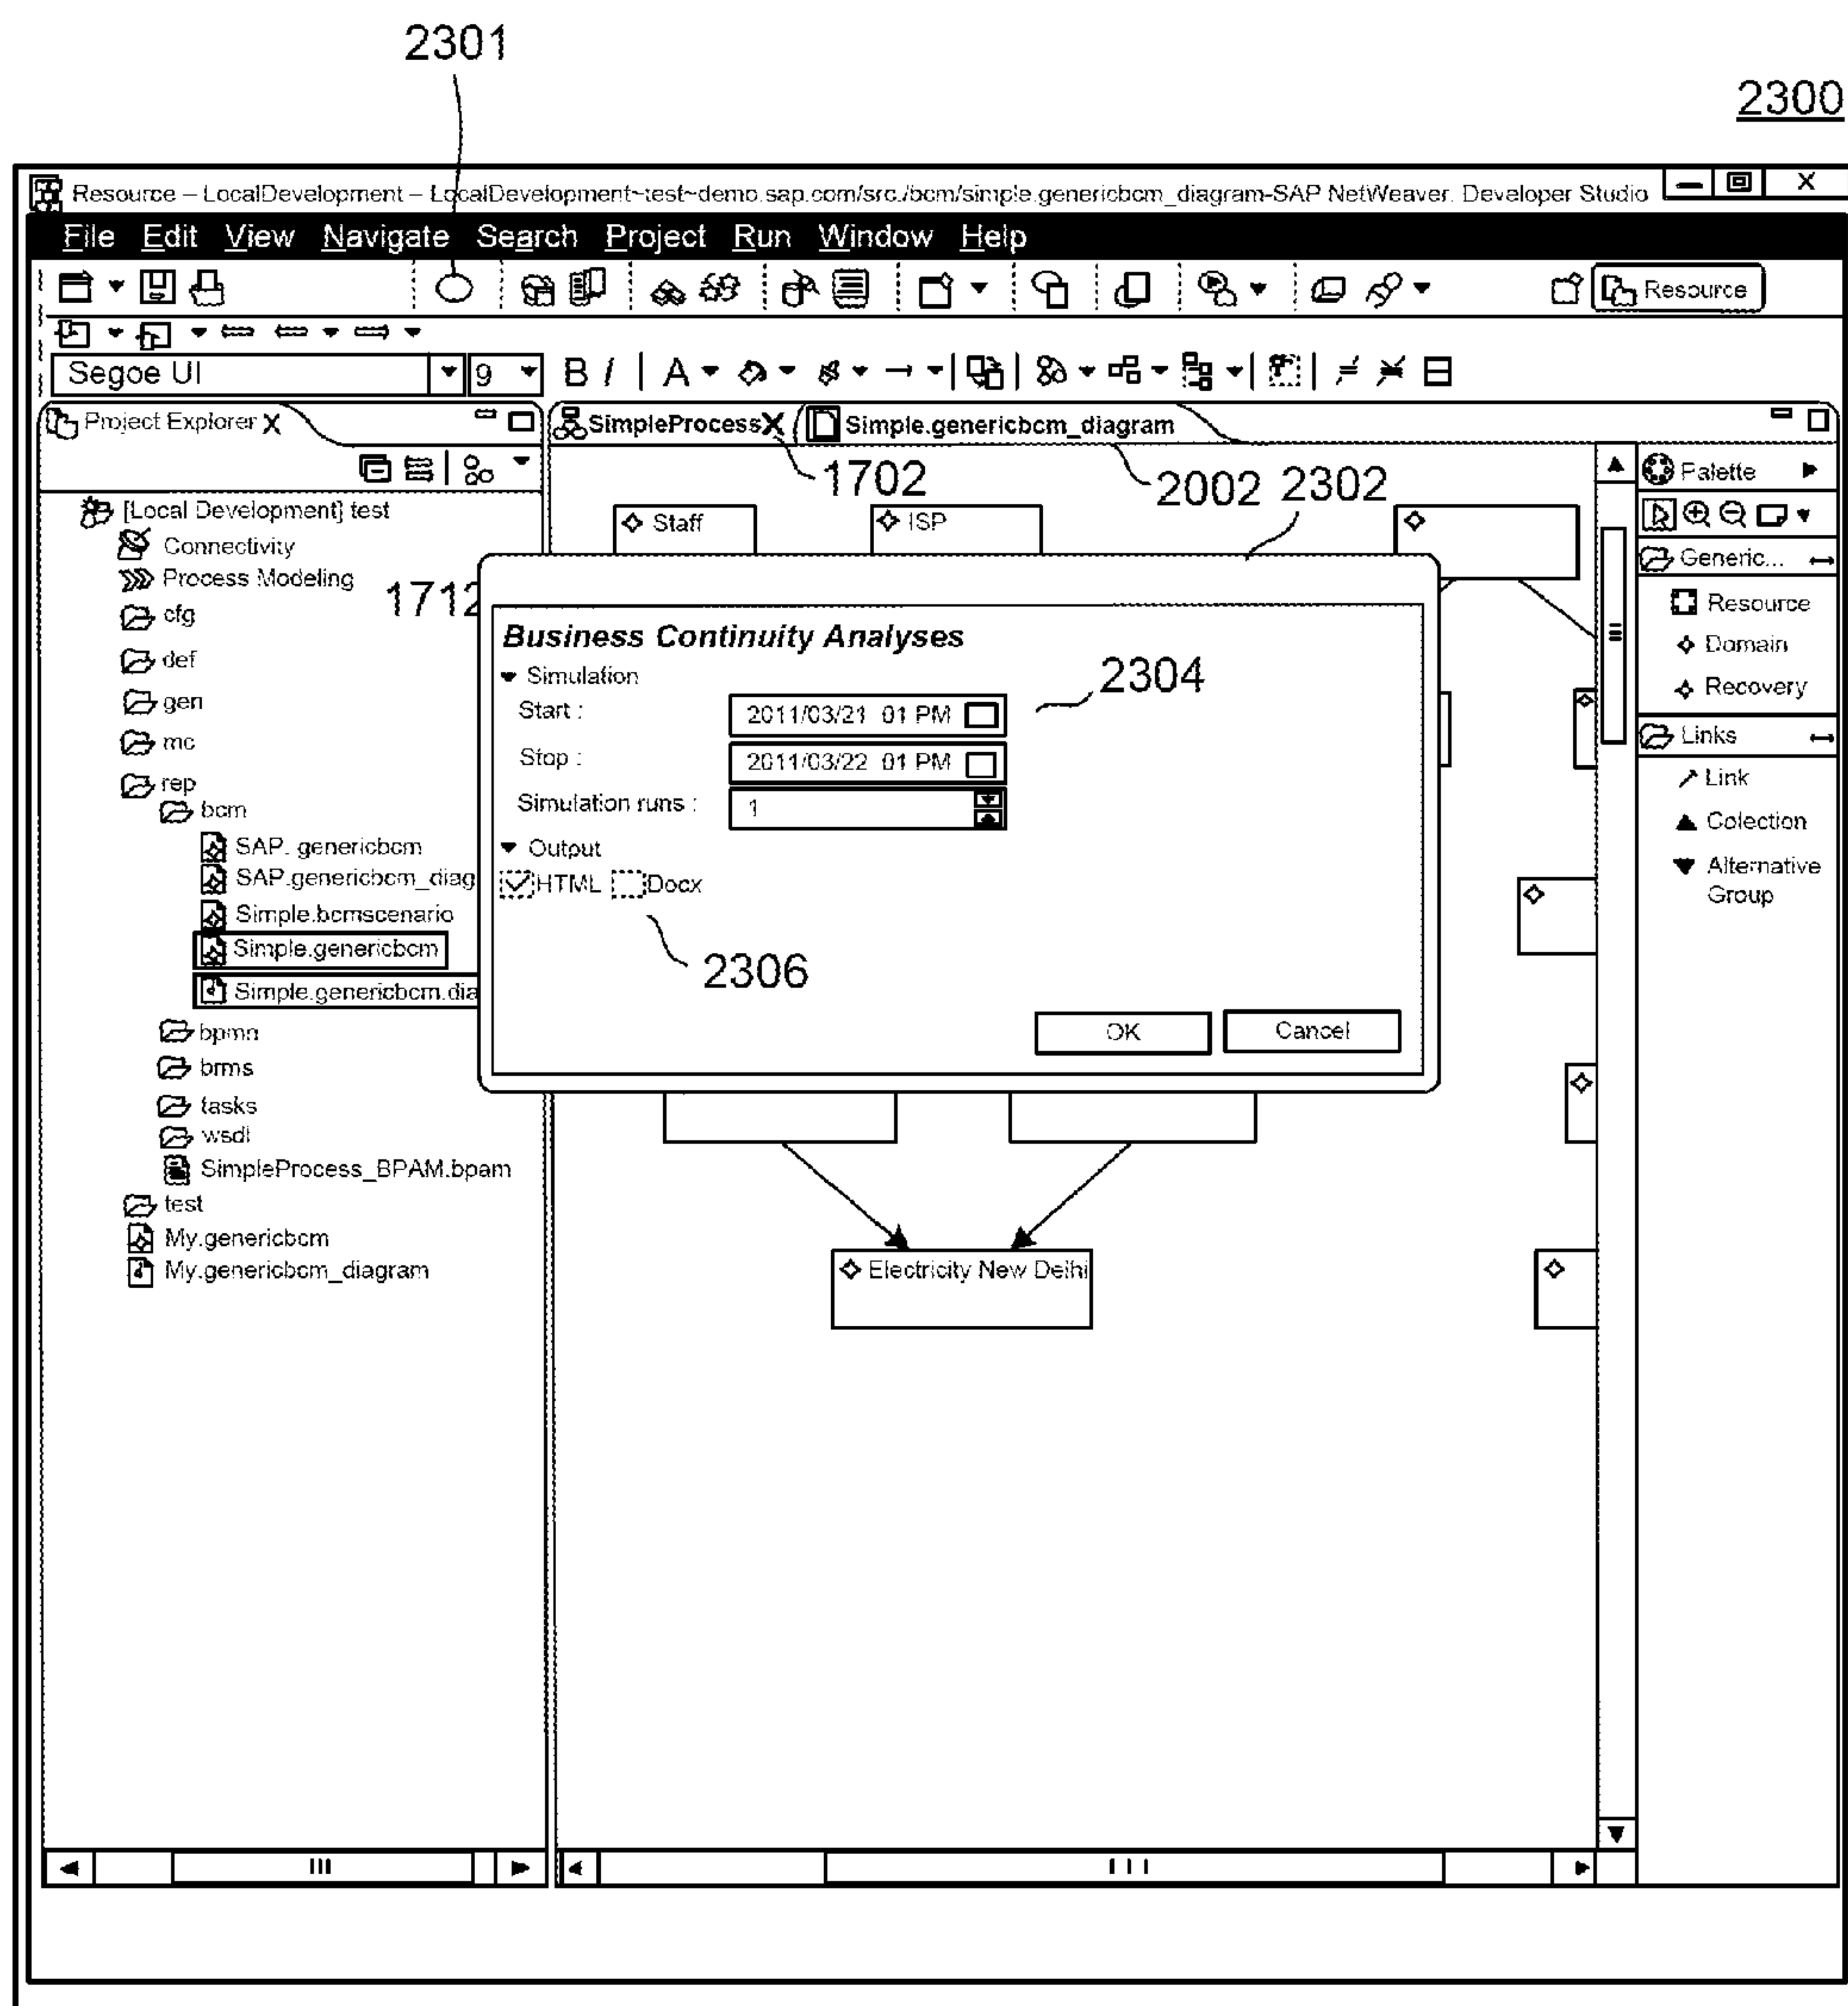 2301
2300
Resource – LocalDevelopment – LocalDevelopment~test~demo.sap.com/src./bcm/simple.genericbcm_diagram-SAP NetWeaver. Developer Studio
File Edit View Navigate Search Project Run Window Help
Resource
Segoe UI 9 B I A
Project Explorer X
SimpleProcess X Simple.genericbcm_diagram
1702
2002 2302
Palette
[Local Development] test
Connectivity
Process Modeling
cfg
def
gen
mc
rep
bcm
SAP. genericbcm
SAP.genericbcm_diag
Simple.bcmscenario
Simple.genericbcm
Simple.genericbcm.dia
bpmn
brms
tasks
wsdl
SimpleProcess_BPAM.bpam
test
My.genericbcm
My.genericbcm_diagram
1712
Staff
ISP
Business Continuity Analyses
Simulation
Start : 2011/03/21 01 PM
2304
Stop : 2011/03/22 01 PM
Simulation runs : 1
Output
HTML Docx
2306
OK Cancel
Electricity New Delhi
Generic...
Resource
Domain
Recovery
Links
Link
Colection
Alternative
Group